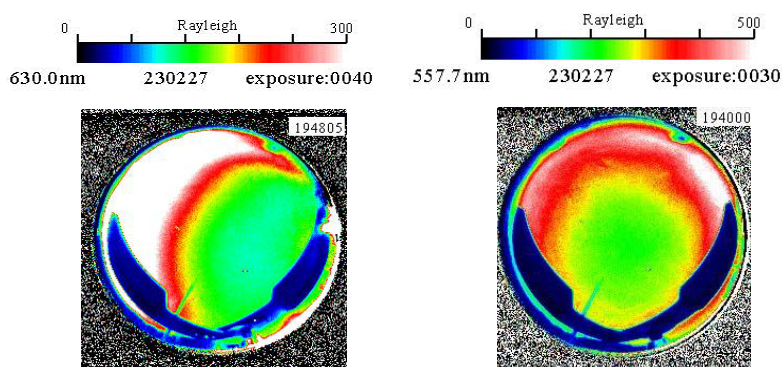 0 Rayleigh 300
630.0nm 230227 exposure:0040
194805
0 Rayleigh 500
557.7nm 230227 exposure:0030
194000